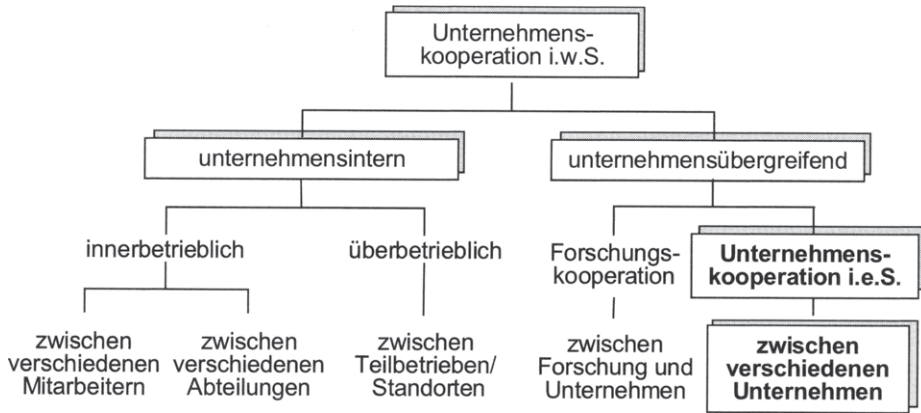 Unternehmens-
kooperation i.w.S.
unternehmensintern
unternehmensübergreifend
innerbetrieblich
überbetrieblich
Forschungs-
kooperation
Unternehmens-
kooperation i.e.S.
zwischen
verschiedenen
Mitarbeitern
zwischen
verschiedenen
Abteilungen
zwischen
Teilbetrieben/
Standorten
zwischen
Forschung und
Unternehmen
zwischen
verschiedenen
Unternehmen